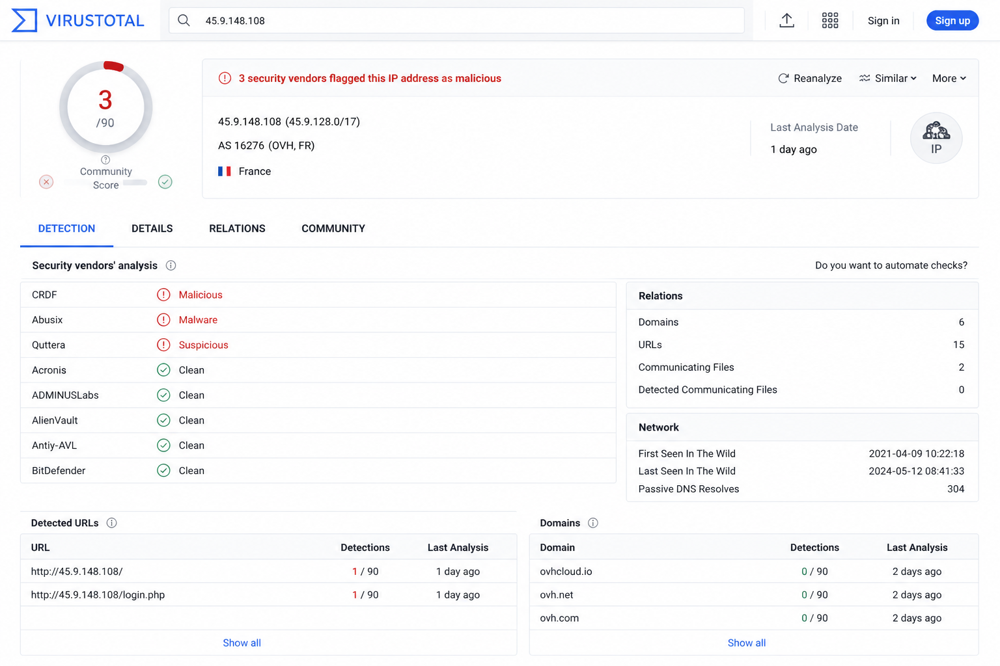 VIRUSTOTAL
45.9.148.108
Sign in
Sign up
3
/90
Community
Score
3 security vendors flagged this IP address as malicious
Reanalyze
Similar
More
45.9.148.108 (45.9.128.0/17)
AS 16276 (OVH, FR)
France
Last Analysis Date
1 day ago
IP
DETECTION
DETAILS
RELATIONS
COMMUNITY
Security vendors' analysis
Do you want to automate checks?
CRDF Malicious
Abusix Malware
Quttera Suspicious
Acronis Clean
ADMINUSLabs Clean
AlienVault Clean
Antiy-AVL Clean
BitDefender Clean
Relations
Domains 6
URLs 15
Communicating Files 2
Detected Communicating Files 0
Network
First Seen In The Wild 2021-04-09 10:22:18
Last Seen In The Wild 2024-05-12 08:41:33
Passive DNS Resolves 304
Detected URLs
URL Detections Last Analysis
http://45.9.148.108/ 1 / 90 1 day ago
http://45.9.148.108/login.php 1 / 90 1 day ago
Show all
Domains
Domain Detections Last Analysis
ovhcloud.io 0 / 90 2 days ago
ovh.net 0 / 90 2 days ago
ovh.com 0 / 90 2 days ago
Show all